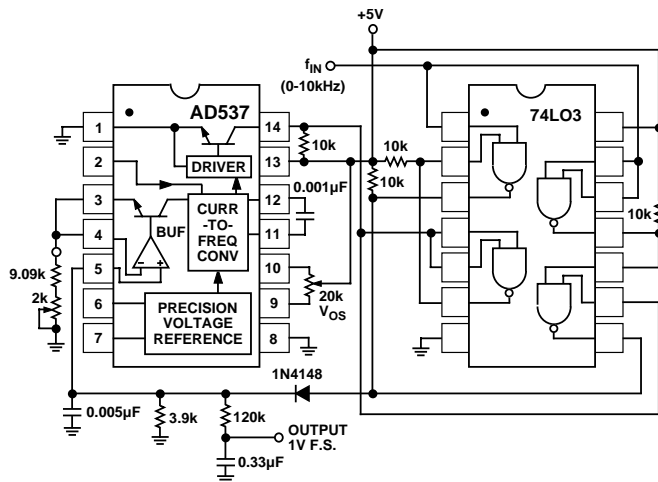 +5V
fIN
(0-10kHz)
AD537
74LO3
1
2
3
4
5
6
7
14
13
12
11
10
9
8
DRIVER
BUF
CURR
-TO-
FREQ
CONV
PRECISION
VOLTAGE
REFERENCE
– +
10k
10k
10k
10k
0.001µF
20k
VOS
9.09k
2k
1N4148
0.005µF
3.9k
120k
OUTPUT
1V F.S.
0.33µF